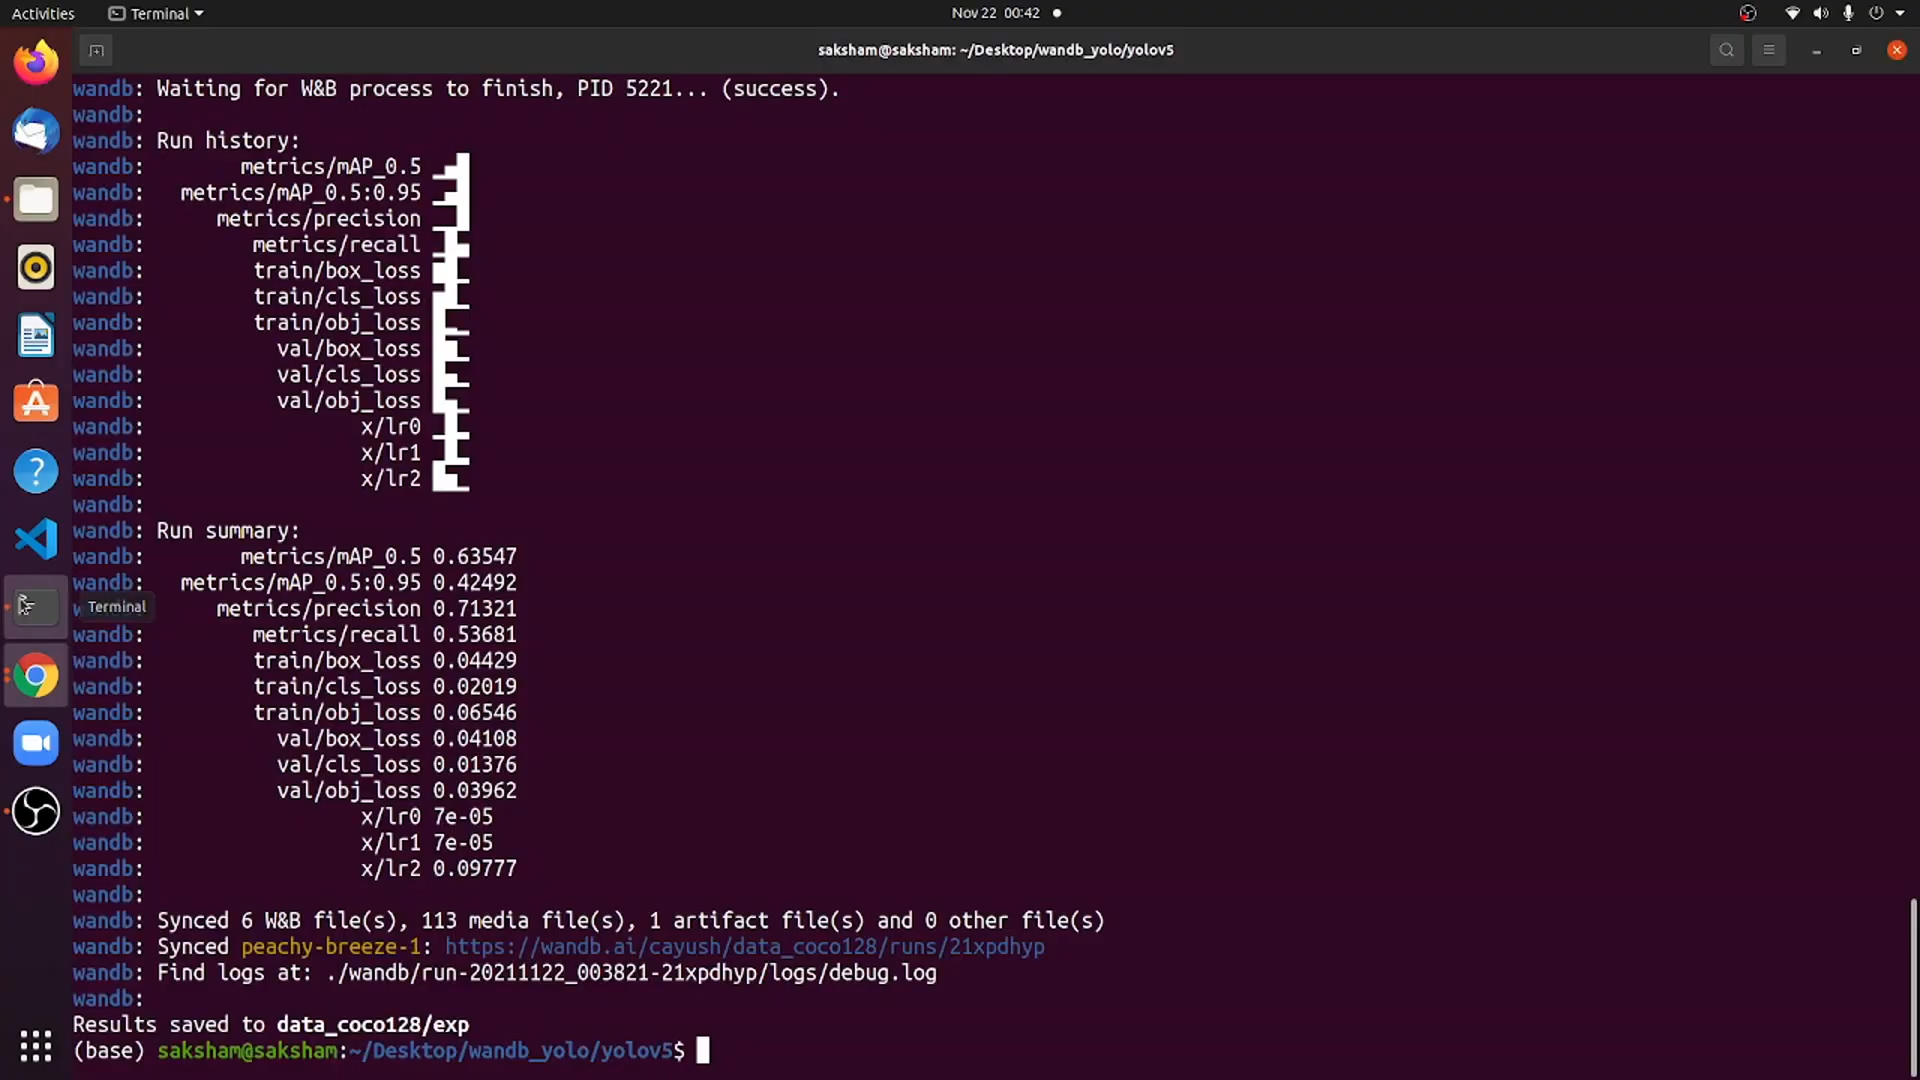 Activities
Terminal
Nov 22 00:42
saksham@saksham: ~/Desktop/wandb_yolo/yolov5
wandb: Waiting for W&B process to finish, PID 5221... (success).
wandb:
wandb: Run history:
wandb: metrics/mAP_0.5
wandb: metrics/mAP_0.5:0.95
wandb: metrics/precision
wandb: metrics/recall
wandb: train/box_loss
wandb: train/cls_loss
wandb: train/obj_loss
wandb: val/box_loss
wandb: val/cls_loss
wandb: val/obj_loss
wandb: x/lr0
wandb: x/lr1
wandb: x/lr2
wandb:
wandb: Run summary:
wandb: metrics/mAP_0.5 0.63547
wandb: metrics/mAP_0.5:0.95 0.42492
Terminal
metrics/precision 0.71321
wandb: metrics/recall 0.53681
wandb: train/box_loss 0.04429
wandb: train/cls_loss 0.02019
wandb: train/obj_loss 0.06546
wandb: val/box_loss 0.04108
wandb: val/cls_loss 0.01376
wandb: val/obj_loss 0.03962
wandb: x/lr0 7e-05
wandb: x/lr1 7e-05
wandb: x/lr2 0.09777
wandb:
wandb: Synced 6 W&B file(s), 113 media file(s), 1 artifact file(s) and 0 other file(s)
wandb: Synced peachy-breeze-1: https://wandb.ai/cayush/data_coco128/runs/21xpdhyp
wandb: Find logs at: ./wandb/run-20211122_003821-21xpdhyp/logs/debug.log
wandb:
Results saved to data_coco128/exp
(base) saksham@saksham:~/Desktop/wandb_yolo/yolov5$